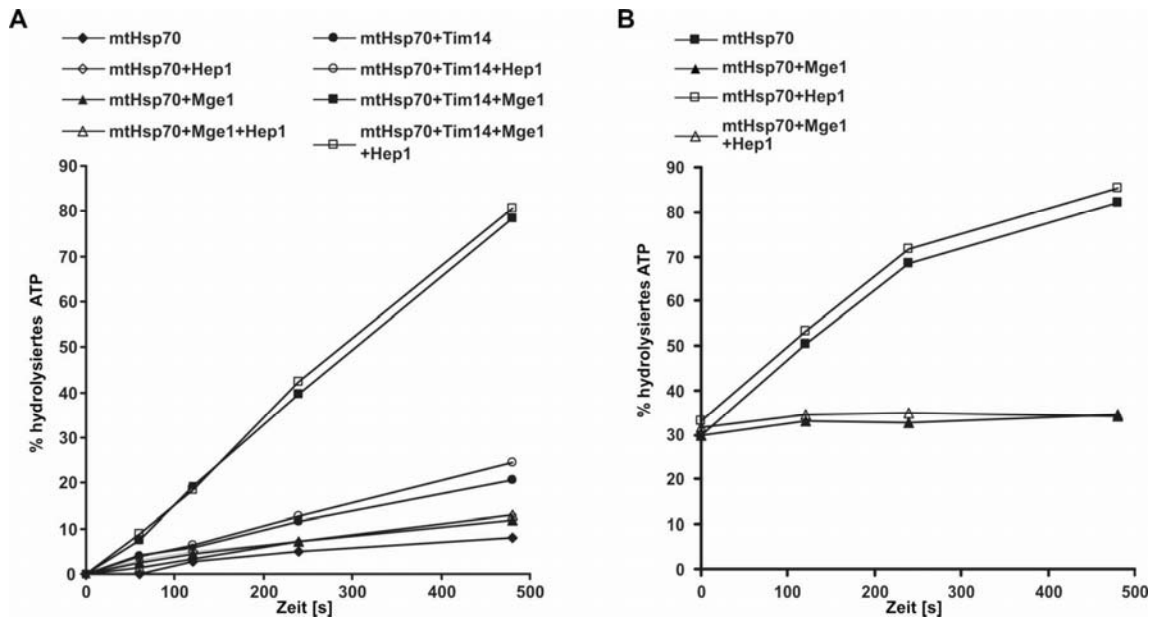 A
mtHsp70
mtHsp70+Hep1
mtHsp70+Mge1
mtHsp70+Mge1+Hep1
mtHsp70+Tim14
mtHsp70+Tim14+Hep1
mtHsp70+Tim14+Mge1
mtHsp70+Tim14+Mge1
+Hep1
% hydrolysiertes ATP
90
80
70
60
50
40
30
20
10
0
0
100
200
300
400
500
Zeit [s]
B
mtHsp70
mtHsp70+Mge1
mtHsp70+Hep1
mtHsp70+Mge1
+Hep1
% hydrolysiertes ATP
90
80
70
60
50
40
30
20
10
0
0
100
200
300
400
500
Zeit [s]